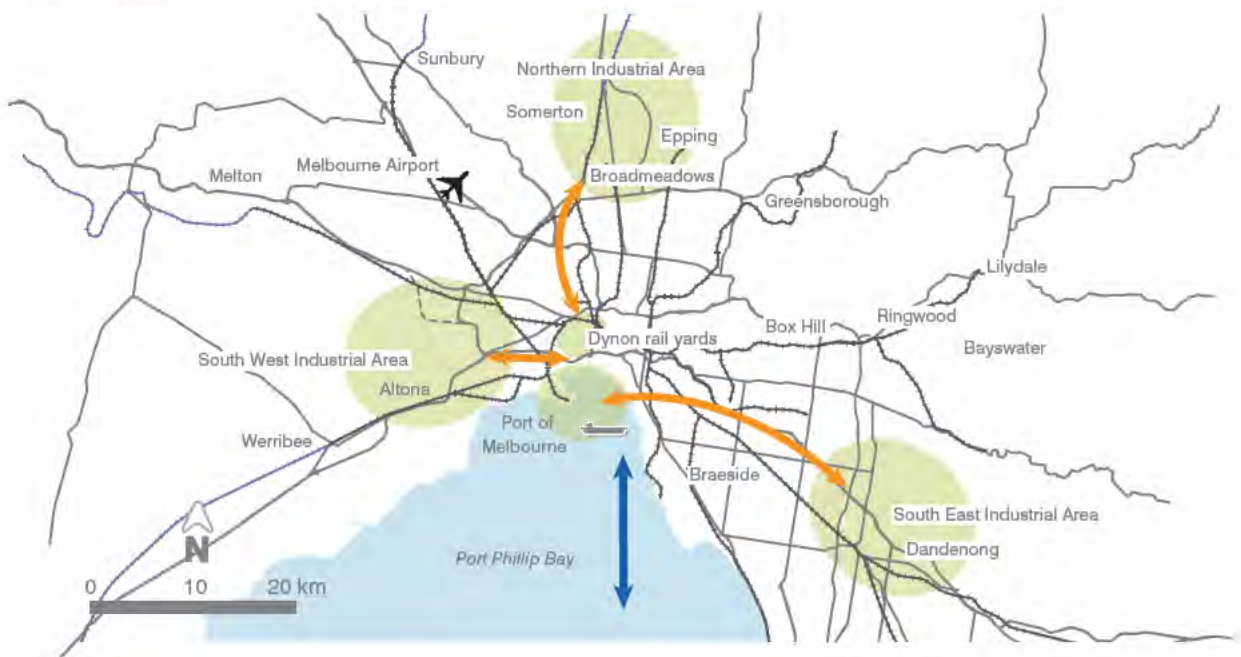 Sunbury
Northern Industrial Area
Somerton
Epping
Melbourne Airport
Melton
Broadmeadows
Greensborough
Lilydale
Ringwood
Box Hill
Dynon rail yards
Bayswater
South West Industrial Area
Altona
Port of
Melbourne
Werribee
Braeside
South East Industrial Area
Dandenong
N
Port Phillip Bay
0 10 20 km